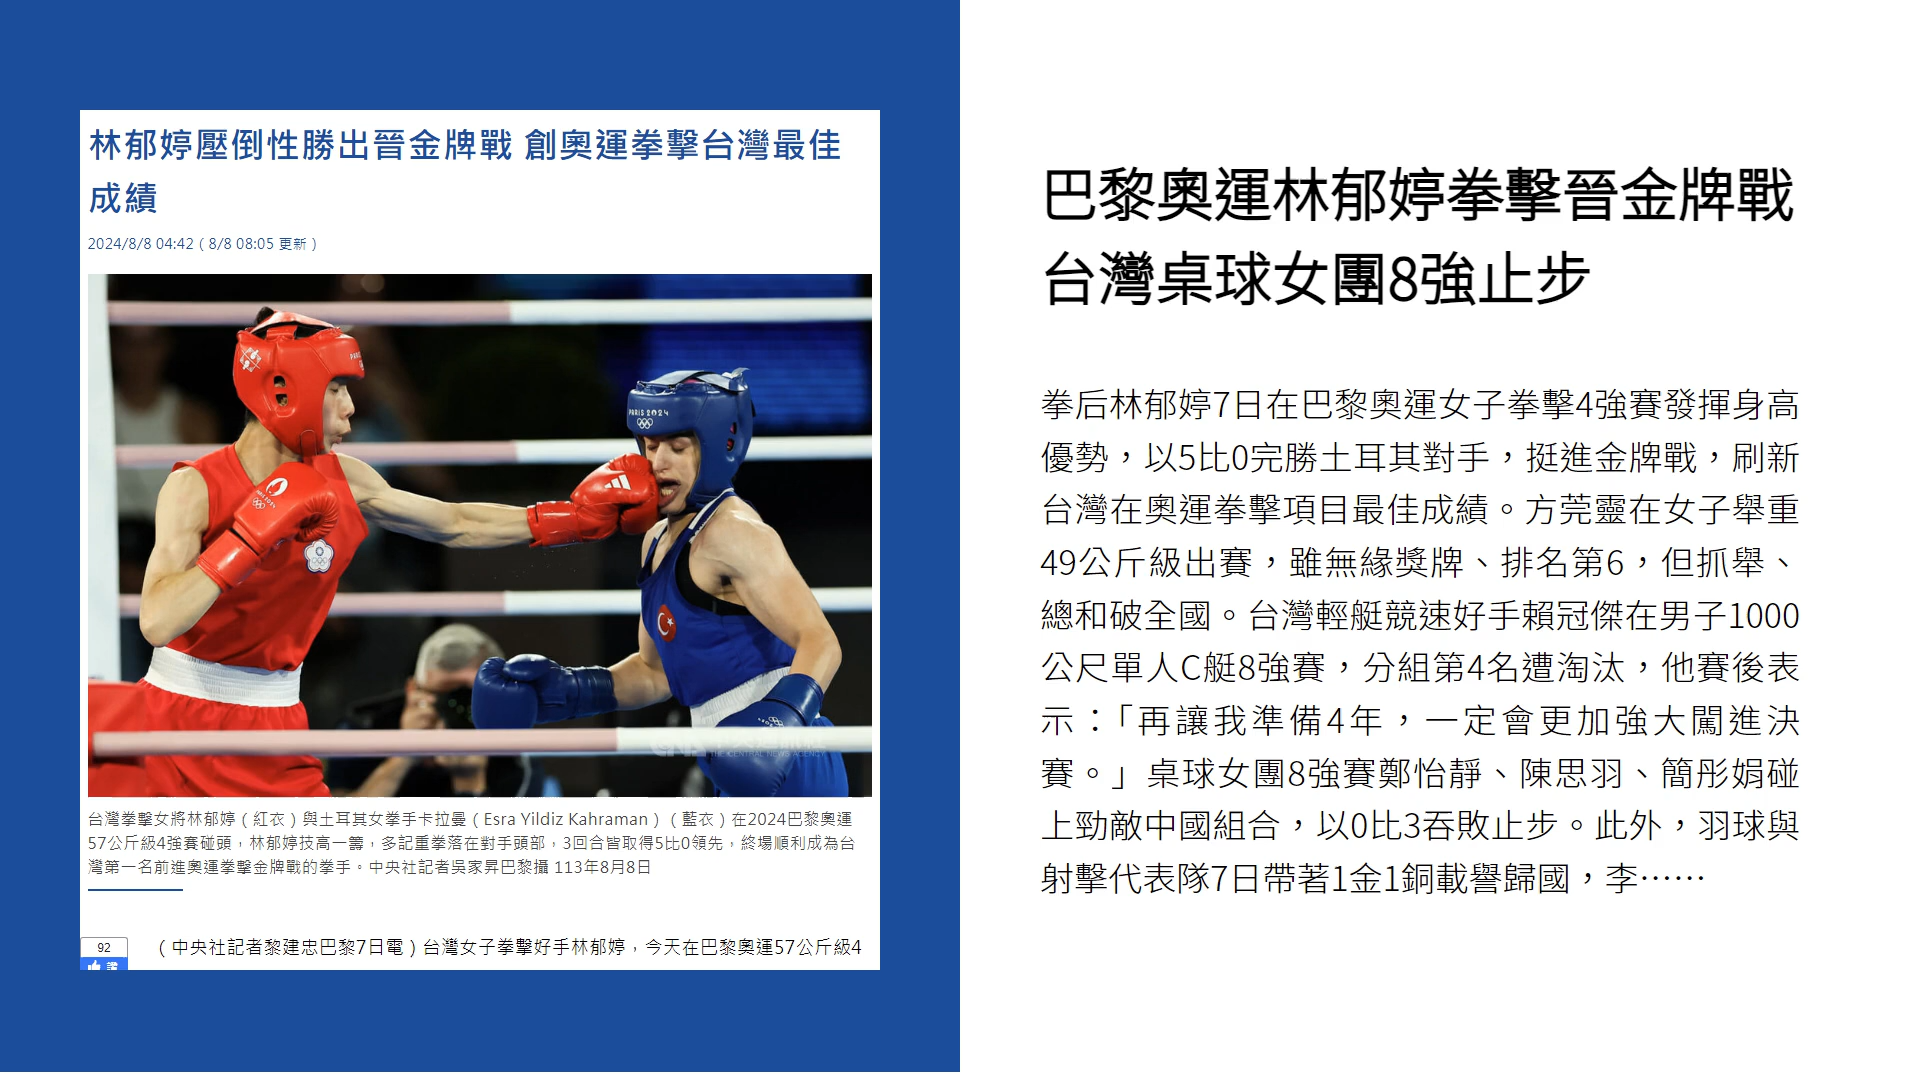 林郁婷壓倒性勝出晉金牌戰 創奧運拳擊台灣最佳
成績
2024/8/8 04:42（8/8 08:05 更新）
PARIS 2024
台灣拳擊女將林郁婷（紅衣）與土耳其女拳手卡拉曼（Esra Yildiz Kahraman）（藍衣）在2024巴黎奧運
57公斤級4強賽碰頭，林郁婷技高一籌，多記重拳落在對手頭部，3回合皆取得5比0領先，終場順利成為台
灣第一名前進奧運拳擊金牌戰的拳手。中央社記者吳家昇巴黎攝 113年8月8日
92
讚
（中央社記者黎建忠巴黎7日電）台灣女子拳擊好手林郁婷，今天在巴黎奧運57公斤級4
巴黎奧運林郁婷拳擊晉金牌戰
台灣桌球女團8強止步
拳后林郁婷7日在巴黎奧運女子拳擊4強賽發揮身高
優勢，以5比0完勝土耳其對手，挺進金牌戰，刷新
台灣在奧運拳擊項目最佳成績。方莞靈在女子舉重
49公斤級出賽，雖無緣獎牌、排名第6，但抓舉、
總和破全國。台灣輕艇競速好手賴冠傑在男子1000
公尺單人C艇8強賽，分組第4名遭淘汰，他賽後表
示：「再讓我準備4年，一定會更加強大闖進決
賽。」桌球女團8強賽鄭怡靜、陳思羽、簡彤娟碰
上勁敵中國組合，以0比3吞敗止步。此外，羽球與
射擊代表隊7日帶著1金1銅載譽歸國，李……